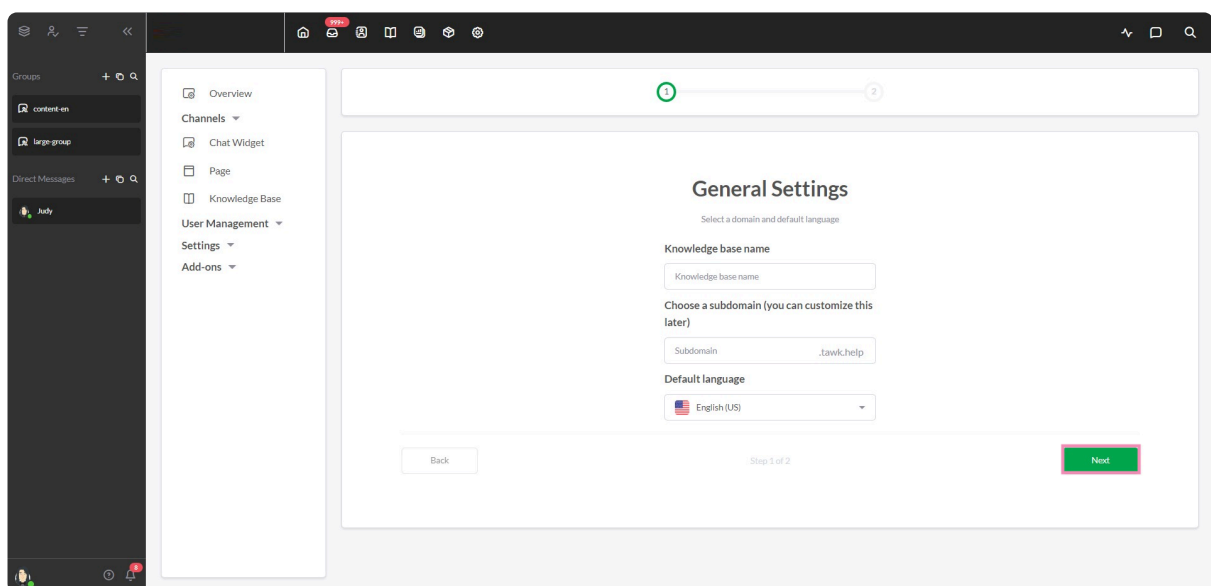 999+
Groups
content-en
large-group
Direct Messages
Judy
8
Overview
Channels
Chat Widget
Page
Knowledge Base
User Management
Settings
Add-ons
1
2
General Settings
Select a domain and default language
Knowledge base name
Knowledge base name
Choose a subdomain (you can customize this
later)
Subdomain .tawk.help
Default language
English (US)
Back
Step 1 of 2
Next